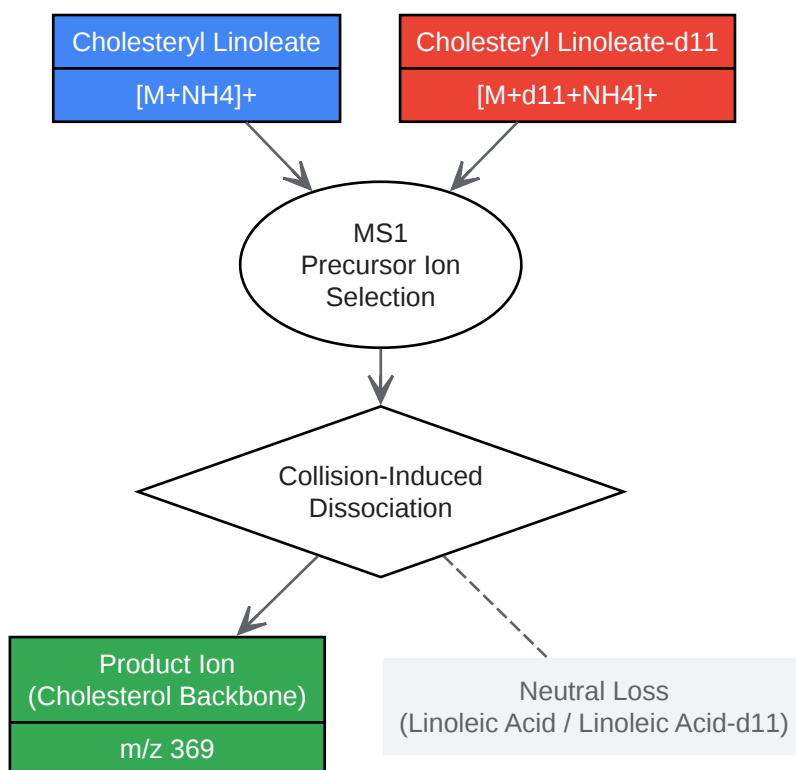 Cholesteryl Linoleate
[M+NH4]+
Cholesteryl Linoleate-d11
[M+d11+NH4]+
MS1
Precursor Ion
Selection
Collision-Induced
Dissociation
Product Ion
(Cholesterol Backbone)
m/z 369
Neutral Loss
(Linoleic Acid / Linoleic Acid-d11)